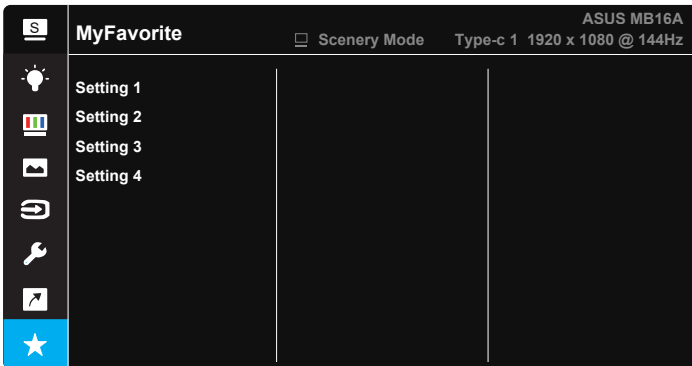 S
MyFavorite
ASUS MB16A
Scenery Mode Type-c 1 1920 x 1080 @ 144Hz
Setting 1
Setting 2
Setting 3
Setting 4